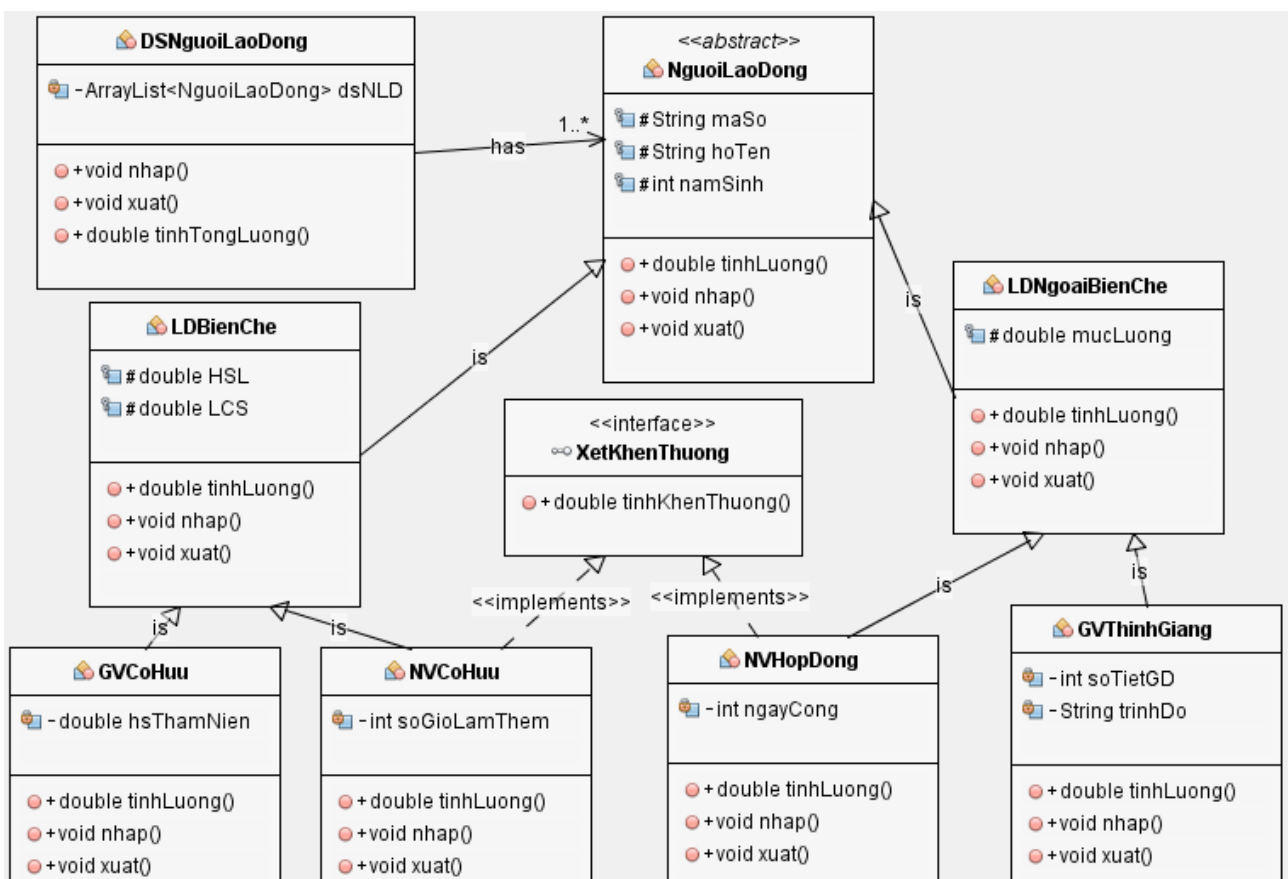 DSNguoiLaoDong
-ArrayList<NguoiLaoDong> dsNLD
+void nhap()
+void xuat()
+double tinhTongLuong()
has
1..*
<<abstract>>
NguoiLaoDong
#String maSo
#String hoTen
#int namSinh
+double tinhLuong()
+void nhap()
+void xuat()
is
is
LDBienChe
#double HSL
#double LCS
+double tinhLuong()
+void nhap()
+void xuat()
<<interface>>
XetKhenThuong
+double tinhKhenThuong()
LDNgoaiBienChe
#double mucLuong
+double tinhLuong()
+void nhap()
+void xuat()
is
is
<<implements>>
<<implements>>
is
is
GVCoHuu
-double hsThamNien
+double tinhLuong()
+void nhap()
+void xuat()
NVCoHuu
-int soGioLamThem
+double tinhLuong()
+void nhap()
+void xuat()
NVHopDong
-int ngayCong
+double tinhLuong()
+void nhap()
+void xuat()
GVThinhGiang
-int soTietGD
-String trinhDo
+double tinhLuong()
+void nhap()
+void xuat()